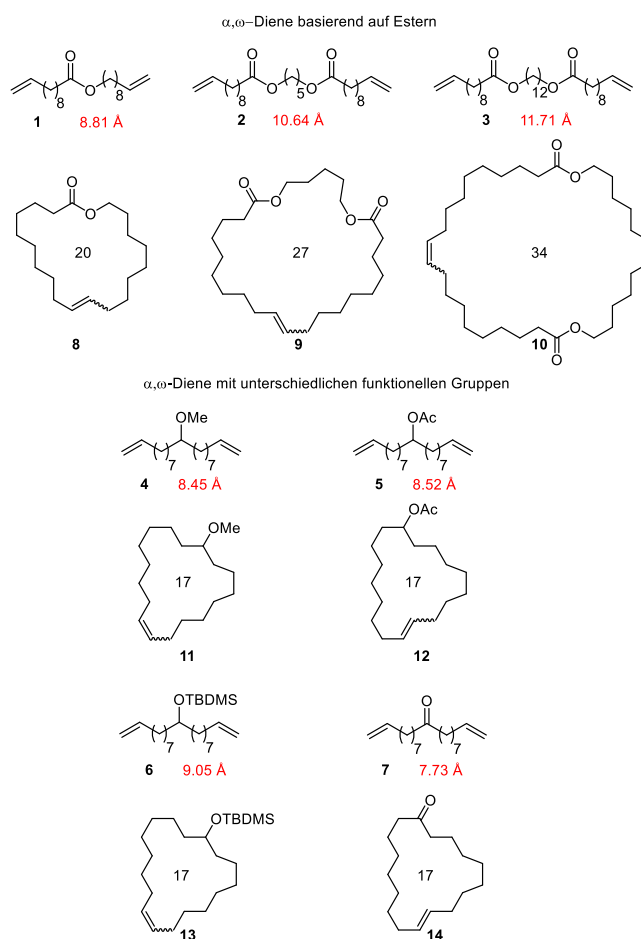 α,ω-Diene basierend auf Estern
O O O O O
8 O 8 8 O 5 O 8 8 O 12 O 8
1 8.81 Å 2 10.64 Å 3 11.71 Å
O O O O
O O O O
20 27 34
8 9 O 10
O
α,ω-Diene mit unterschiedlichen funktionellen Gruppen
OMe OAc
7 7 7 7
4 8.45 Å 5 8.52 Å
OMe OAc
17 17
11 12
OTBDMS O
7 7 7 7
6 9.05 Å 7 7.73 Å
OTBDMS O
17 17
13 14